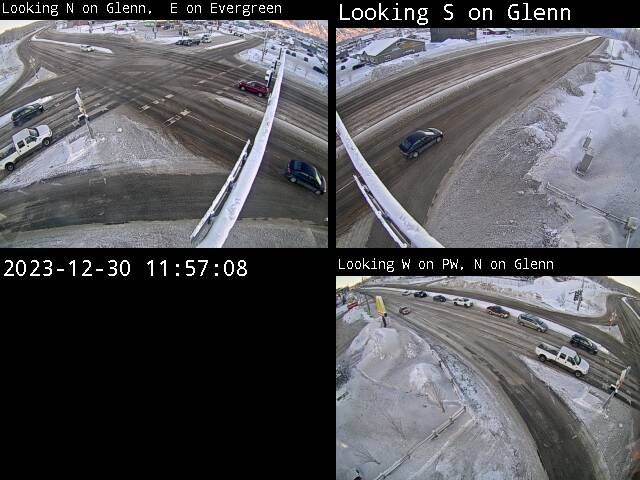 Looking N on Glenn,  E on Evergreen
Looking S on Glenn
2023-12-30 11:57:08
Looking W on PW, N on Glenn